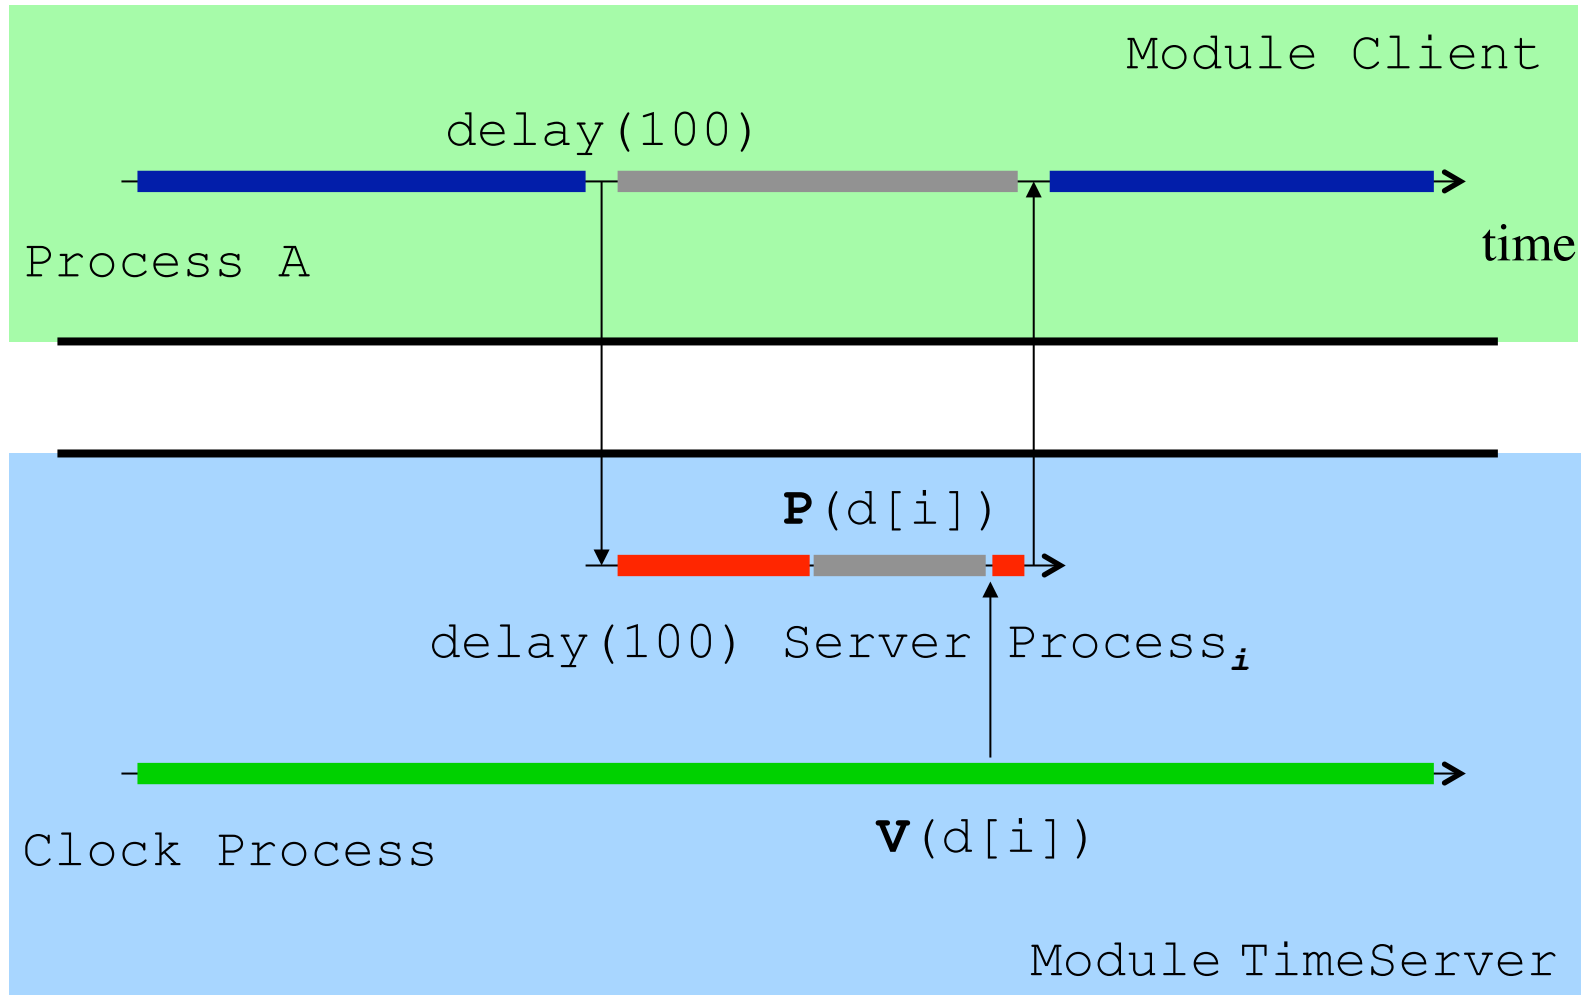 Module Client
delay(100)
Process A
time
P(d[i])
delay(100) Server Processi
V(d[i])
Clock Process
Module TimeServer